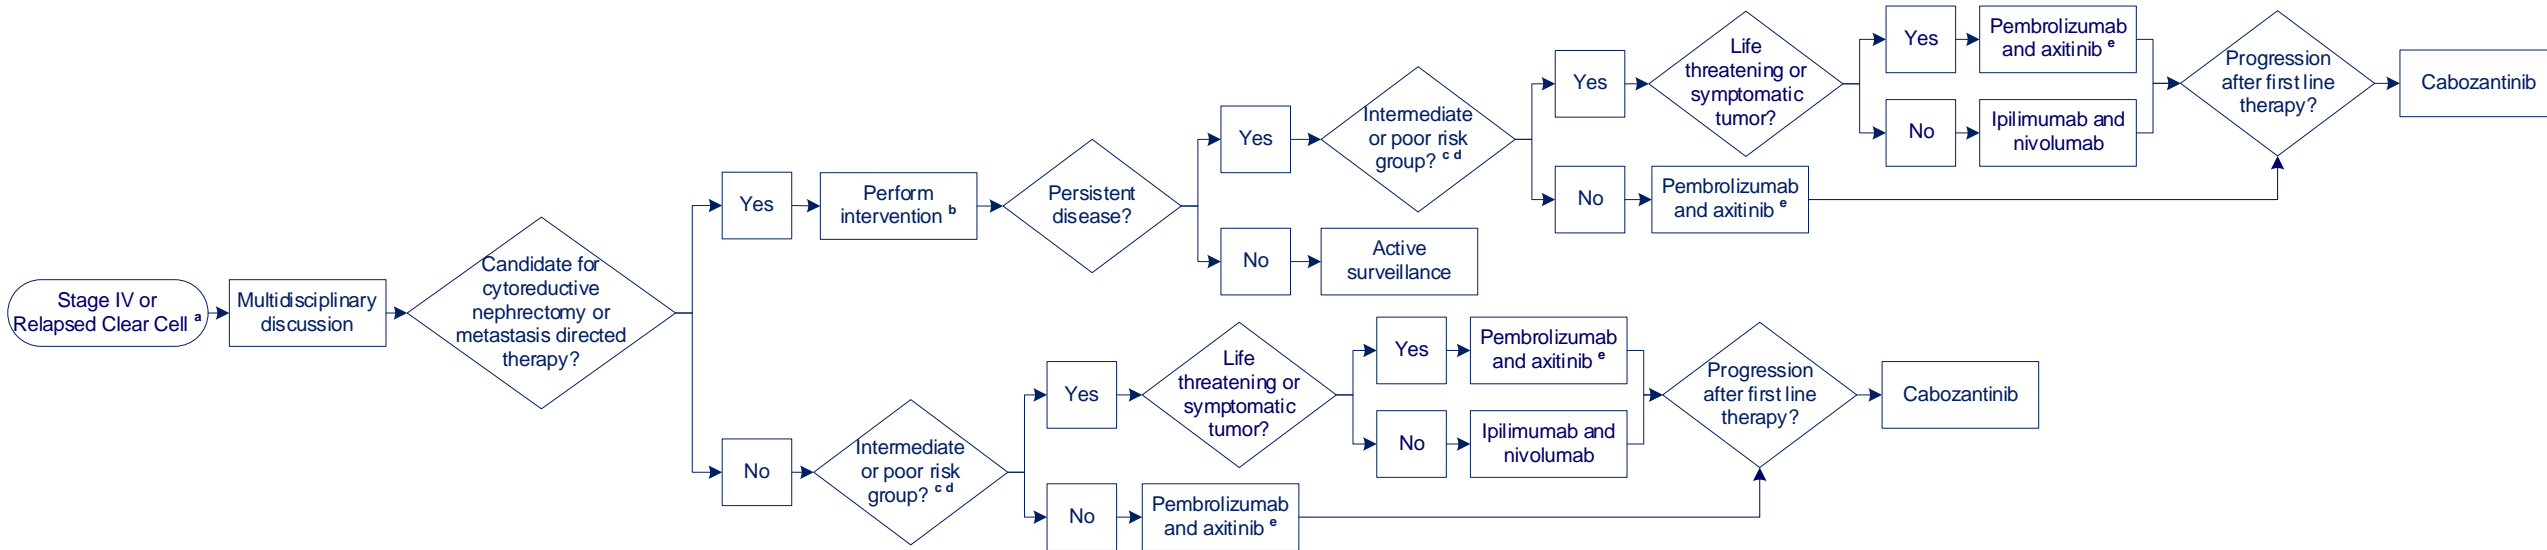 Stage IV or
Relapsed Clear Cell a
Multidisciplinary
discussion
Candidate for
cytoreductive
nephrectomy or
metastasis directed
therapy?
Yes
Perform
intervention b
Persistent
disease?
Yes
Intermediate
or poor risk
group? c d
Yes
Life
threatening or
symptomatic
tumor?
Yes
Pembrolizumab
and axitinib e
No
Ipilimumab and
nivolumab
Progression
after first line
therapy?
Cabozantinib
No
Pembrolizumab
and axitinib e
No
Active
surveillance
No
Intermediate
or poor risk
group? c d
Yes
Life
threatening or
symptomatic
tumor?
Yes
Pembrolizumab
and axitinib e
No
Ipilimumab and
nivolumab
Progression
after first line
therapy?
Cabozantinib
No
Pembrolizumab
and axitinib e